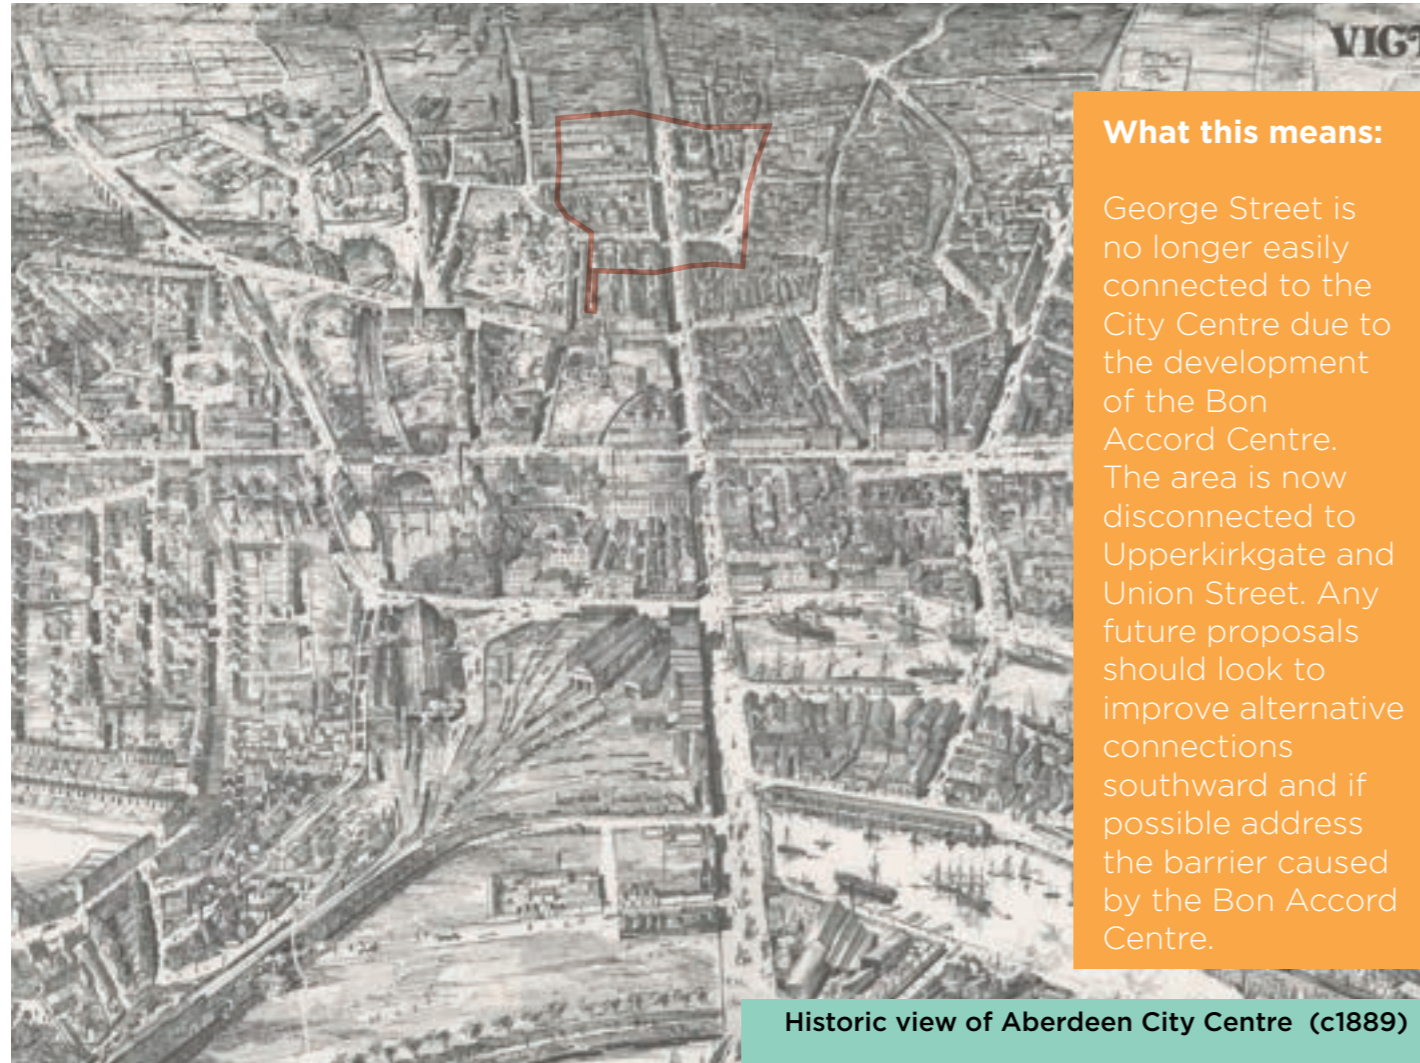 What this means:
George Street is
no longer easily
connected to the
City Centre due to
the development
of the Bon
Accord Centre.
The area is now
disconnected to
Upperkirkgate and
Union Street. Any
future proposals
should look to
improve alternative
connections
southward and if
possible address
the barrier caused
by the Bon Accord
Centre.
Historic view of Aberdeen City Centre (c1889)